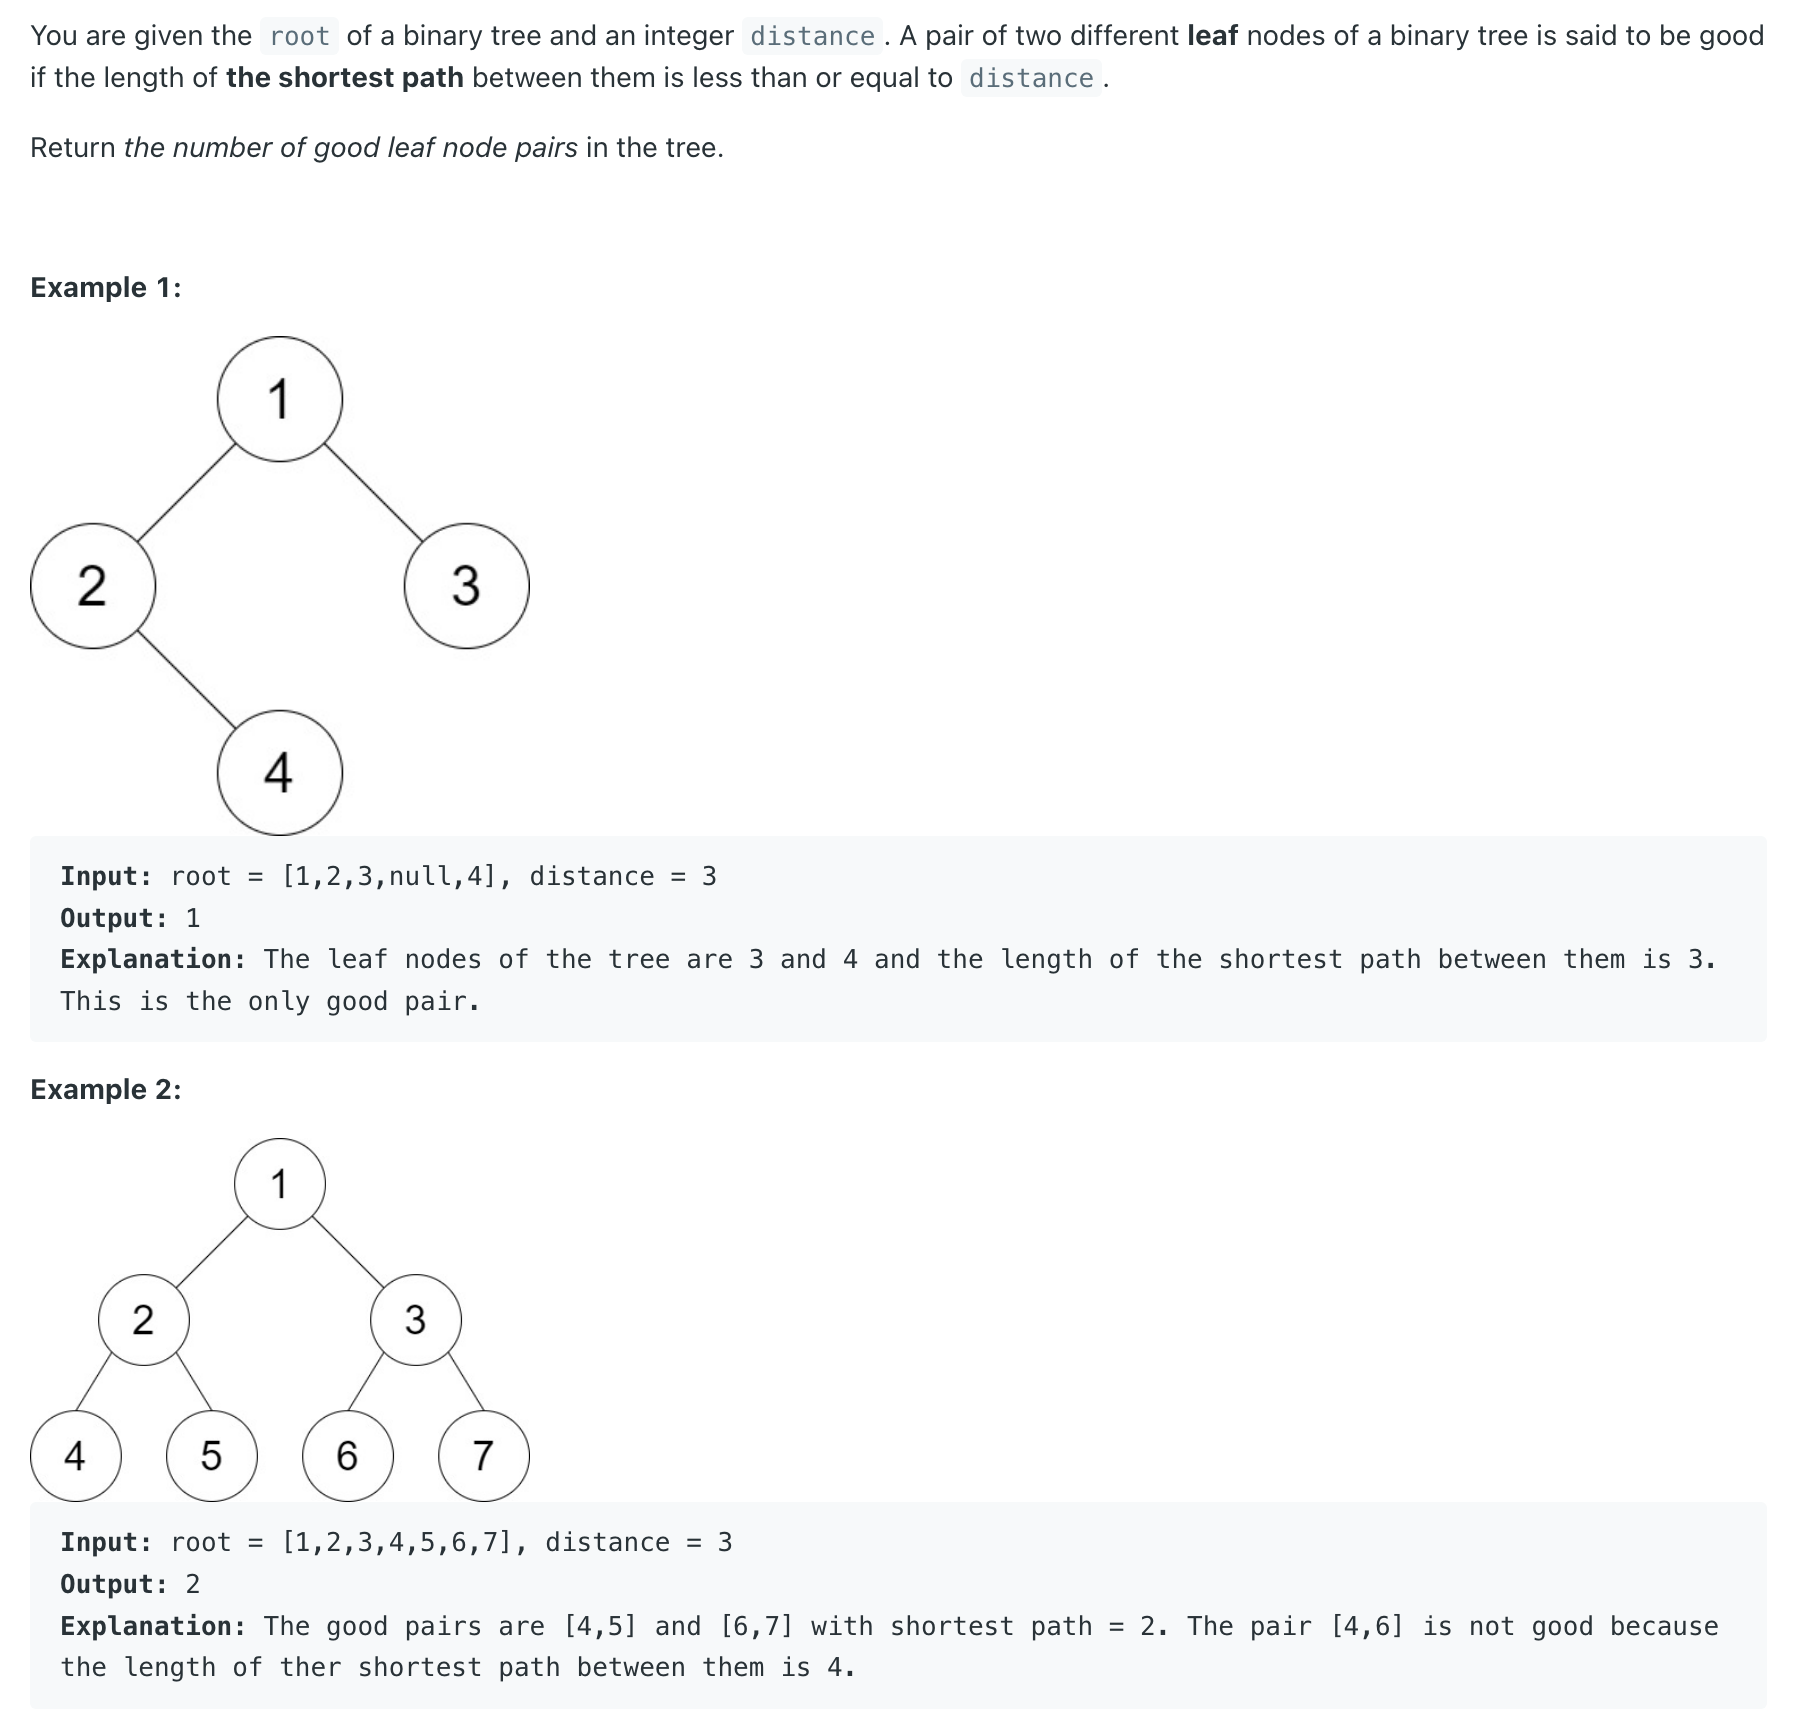 You are given the root of a binary tree and an integer distance. A pair of two different leaf nodes of a binary tree is said to be good
if the length of the shortest path between them is less than or equal to distance.
Return the number of good leaf node pairs in the tree.
Example 1:
1
2 3
4
Input: root = [1,2,3,null,4], distance = 3
Output: 1
Explanation: The leaf nodes of the tree are 3 and 4 and the length of the shortest path between them is 3.
This is the only good pair.
Example 2:
1
2 3
4 5 6 7
Input: root = [1,2,3,4,5,6,7], distance = 3
Output: 2
Explanation: The good pairs are [4,5] and [6,7] with shortest path = 2. The pair [4,6] is not good because
the length of ther shortest path between them is 4.